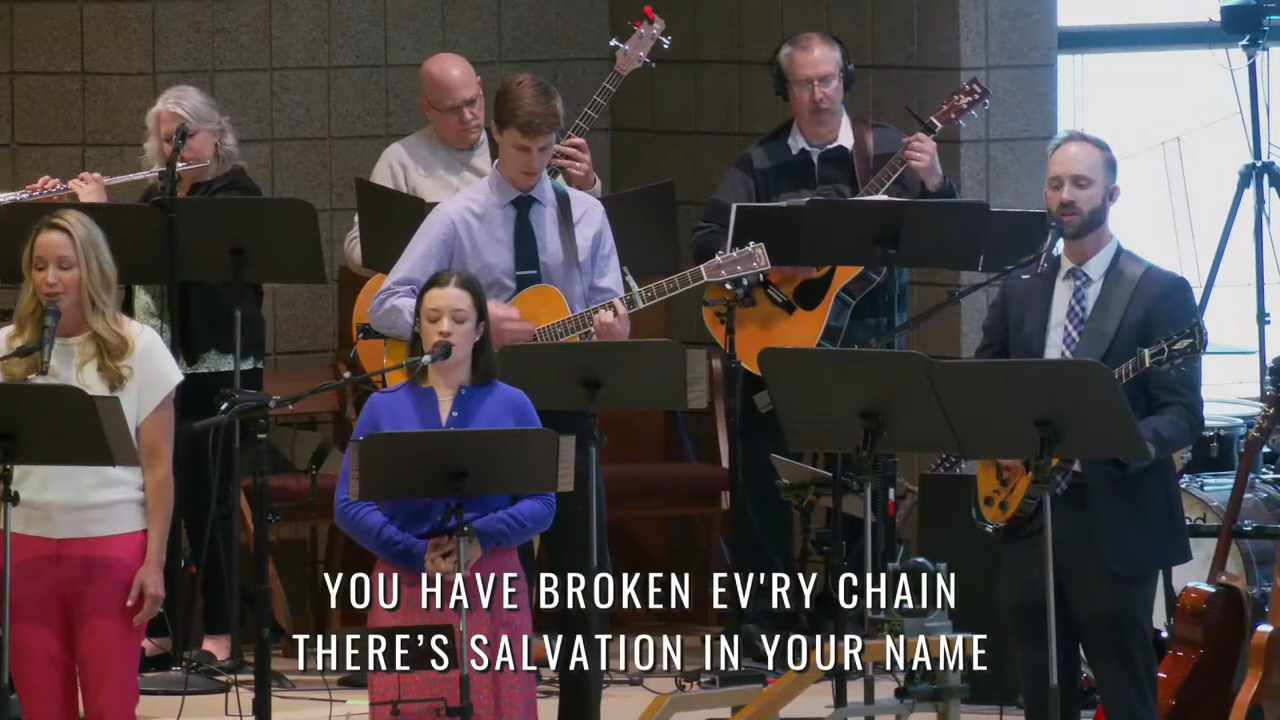 YOU HAVE BROKEN EV'RY CHAIN
THERE’S SALVATION IN YOUR NAME